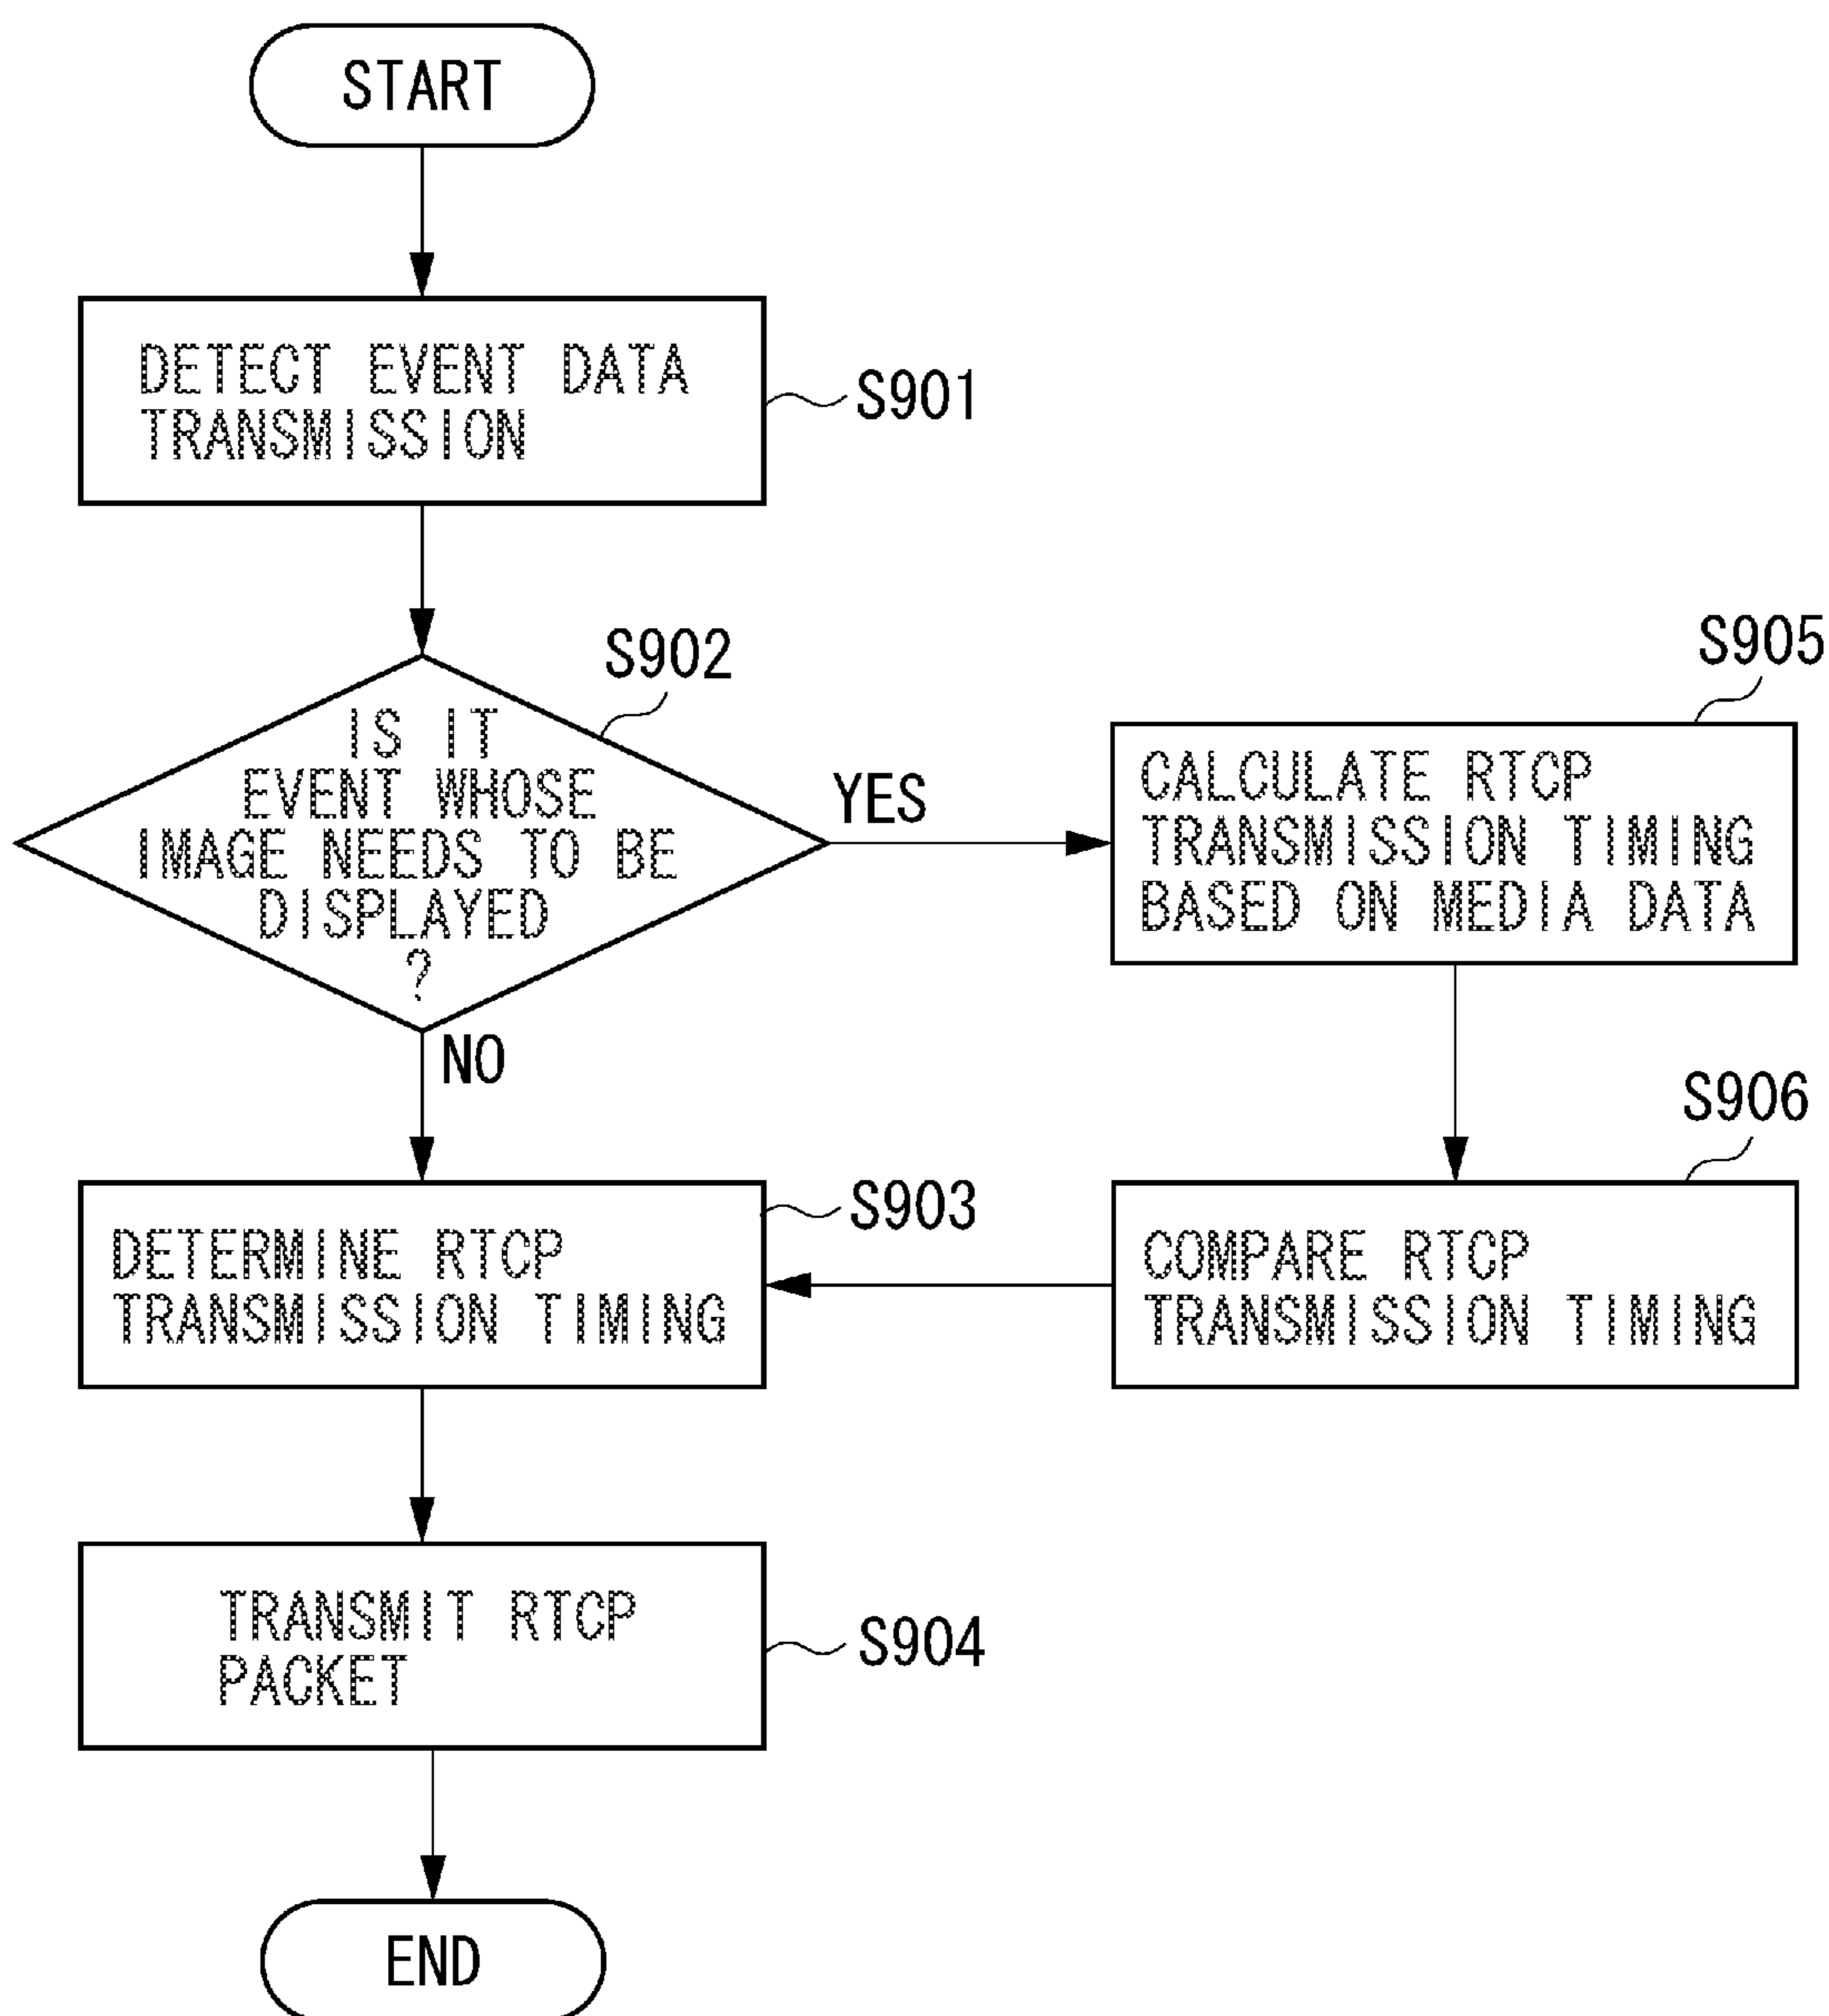 START
DETECT EVENT DATA
TRANSMISSION
S901
S902
IS IT
EVENT WHOSE
IMAGE NEEDS TO BE
DISPLAYED
?
YES
NO
S905
CALCULATE RTCP
TRANSMISSION TIMING
BASED ON MEDIA DATA
S906
COMPARE RTCP
TRANSMISSION TIMING
S903
DETERMINE RTCP
TRANSMISSION TIMING
TRANSMIT RTCP
PACKET
S904
END